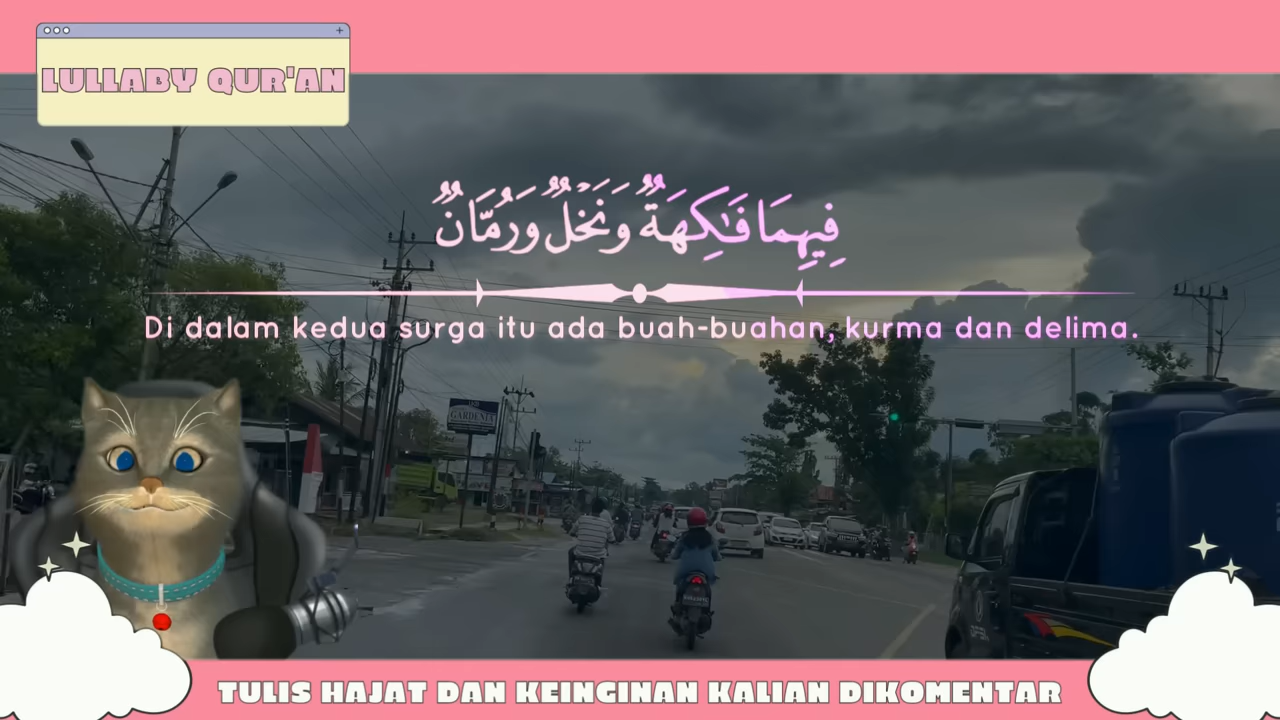 LULLABY QUR'AN
فِيهِمَا فَـٰكِهَةٌ وَنَخْلٌ وَرُمَّانٌ
Di dalam kedua surga itu ada buah-buahan, kurma dan delima.
GARDENER
TULIS HAJAT DAN KEINGINAN KALIAN DIKOMENTAR